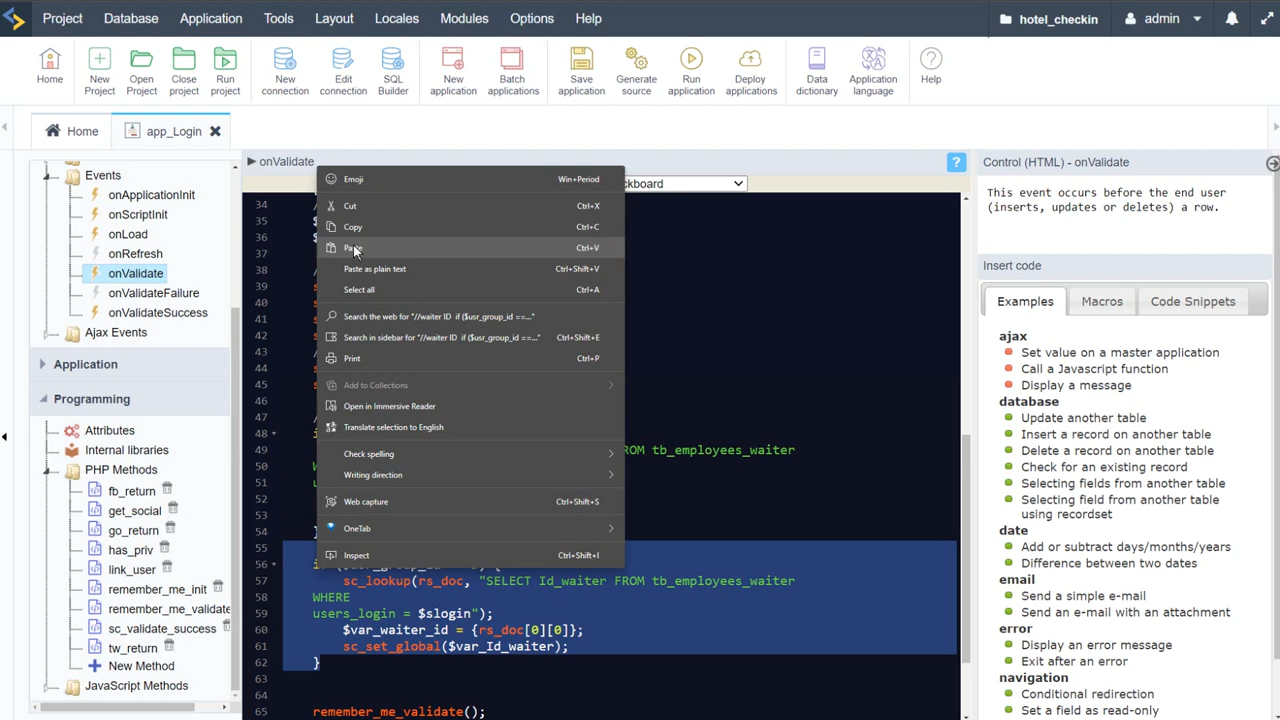 Project Database Application Tools Layout Locales Modules Options Help hotel_checkin admin
Home New Project Open Project Close project Run project New connection Edit connection SQL Builder New application Batch applications Save application Generate source Run application Deploy applications Data dictionary Application language Help
Home app_Login
Events
onApplicationInit
onScriptInit
onLoad
onRefresh
onValidate
onValidateFailure
onValidateSuccess
Ajax Events
Application
Programming
Attributes
Internal libraries
PHP Methods
fb_return
get_social
go_return
has_priv
link_user
remember_me_init
remember_me_validate
sc_validate_success
tw_return
New Method
JavaScript Methods
onValidate
?
ckboard
34
35 $
36 $
37
38
39
40
41
42
43
44
45
46
47
48
49 ROM tb_employees_waiter
50
51
52
53
54
55
56
57 sc_lookup(rs_doc, "SELECT Id_waiter FROM tb_employees_waiter
58 WHERE
59 users_login = $slogin");
60 $var_waiter_id = {rs_doc[0][0]};
61 sc_set_global($var_Id_waiter);
62 }
63
64
65 remember_me_validate();
Emoji Win+Period
Cut Ctrl+X
Copy Ctrl+C
Paste Ctrl+V
Paste as plain text Ctrl+Shift+V
Select all Ctrl+A
Search the web for "//waiter ID if ($usr_group_id ==..."
Search in sidebar for "//waiter ID if ($usr_group_id ==..." Ctrl+Shift+E
Print Ctrl+P
Add to Collections
Open in Immersive Reader
Translate selection to English
Check spelling
Writing direction
Web capture Ctrl+Shift+S
OneTab
Inspect Ctrl+Shift+I
Control (HTML) - onValidate
This event occurs before the end user
(inserts, updates or deletes) a row.
Insert code
Examples Macros Code Snippets
ajax
Set value on a master application
Call a Javascript function
Display a message
database
Update another table
Insert a record on another table
Delete a record on another table
Check for an existing record
Selecting fields from another table
Selecting field from another table
using recordset
date
Add or subtract days/months/years
Difference between two dates
email
Send a simple e-mail
Send an e-mail with an attachment
error
Display an error message
Exit after an error
navigation
Conditional redirection
Set a field as read-only